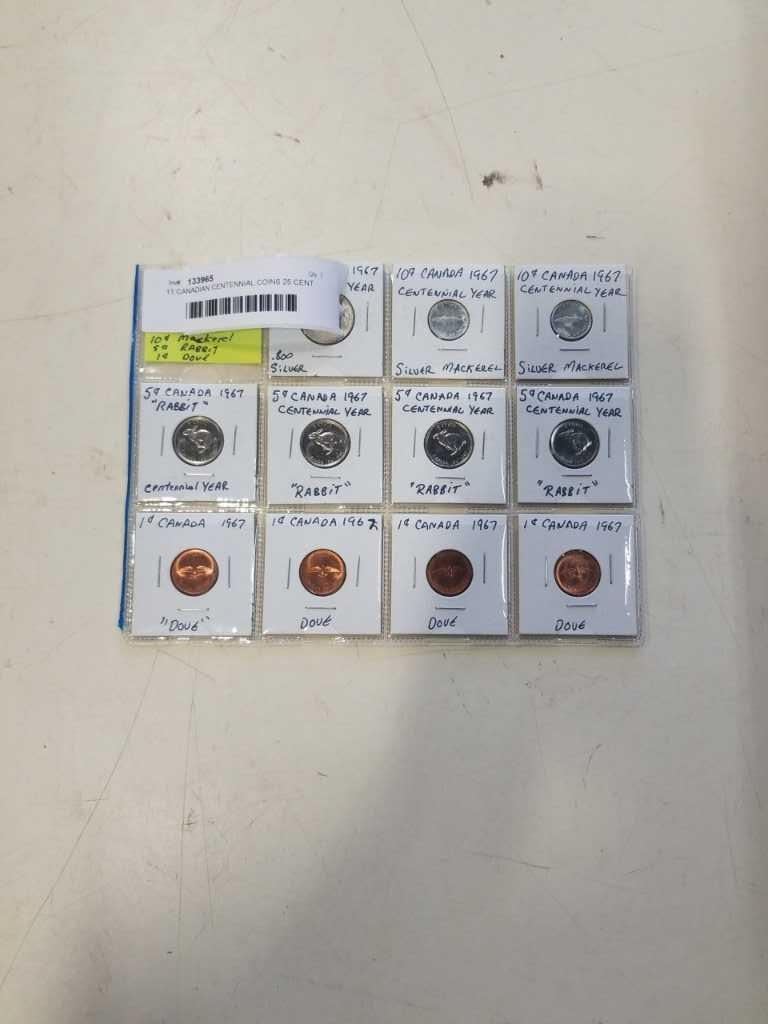 133965
11 CANADIAN CENTENNIAL COINS 25 CENT
10¢ Mackerel
5¢ RABBIT
1¢ DOVE
1967
YEAR
.800
SILVER
10¢ CANADA 1967
CENTENNIAL YEAR
SILVER MACKEREL
10¢ CANADA 1967
CENTENNIAL YEAR
SILVER MACKEREL
5¢ CANADA 1967
"RABBIT"
CENTENNIAL YEAR
5¢ CANADA 1967
CENTENNIAL YEAR
"RABBIT"
5¢ CANADA 1967
CENTENNIAL YEAR
"RABBIT"
5¢ CANADA 1967
CENTENNIAL YEAR
"RABBIT"
1¢ CANADA 1967
"DOVE"
1¢ CANADA 1967
DOVE
1¢ CANADA 1967
DOVE
1¢ CANADA 1967
DOVE